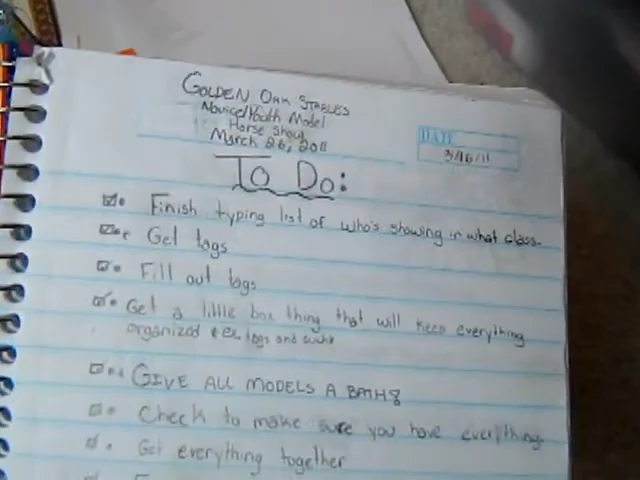 GOLDEN OAK STABLES
Novice/Youth Model
Horse Show
March 26, 2011
DATE
3/16/11
To Do:
Finish typing list of who's showing in what class.
Get tags
Fill out tags
Get a little box thing that will keep everything
organized tags and such
GIVE ALL MODELS A BATH
Check to make sure you have everything
Get everything together